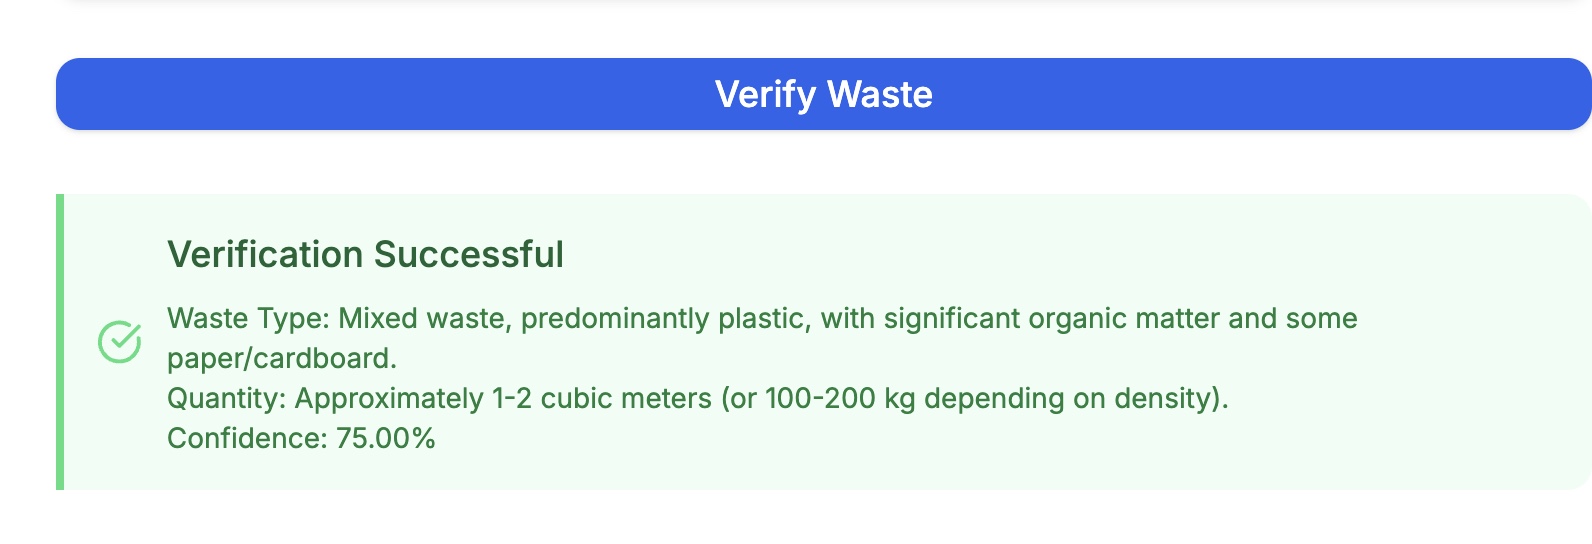 Verify Waste
Verification Successful
Waste Type: Mixed waste, predominantly plastic, with significant organic matter and some
paper/cardboard.
Quantity: Approximately 1-2 cubic meters (or 100-200 kg depending on density).
Confidence: 75.00%